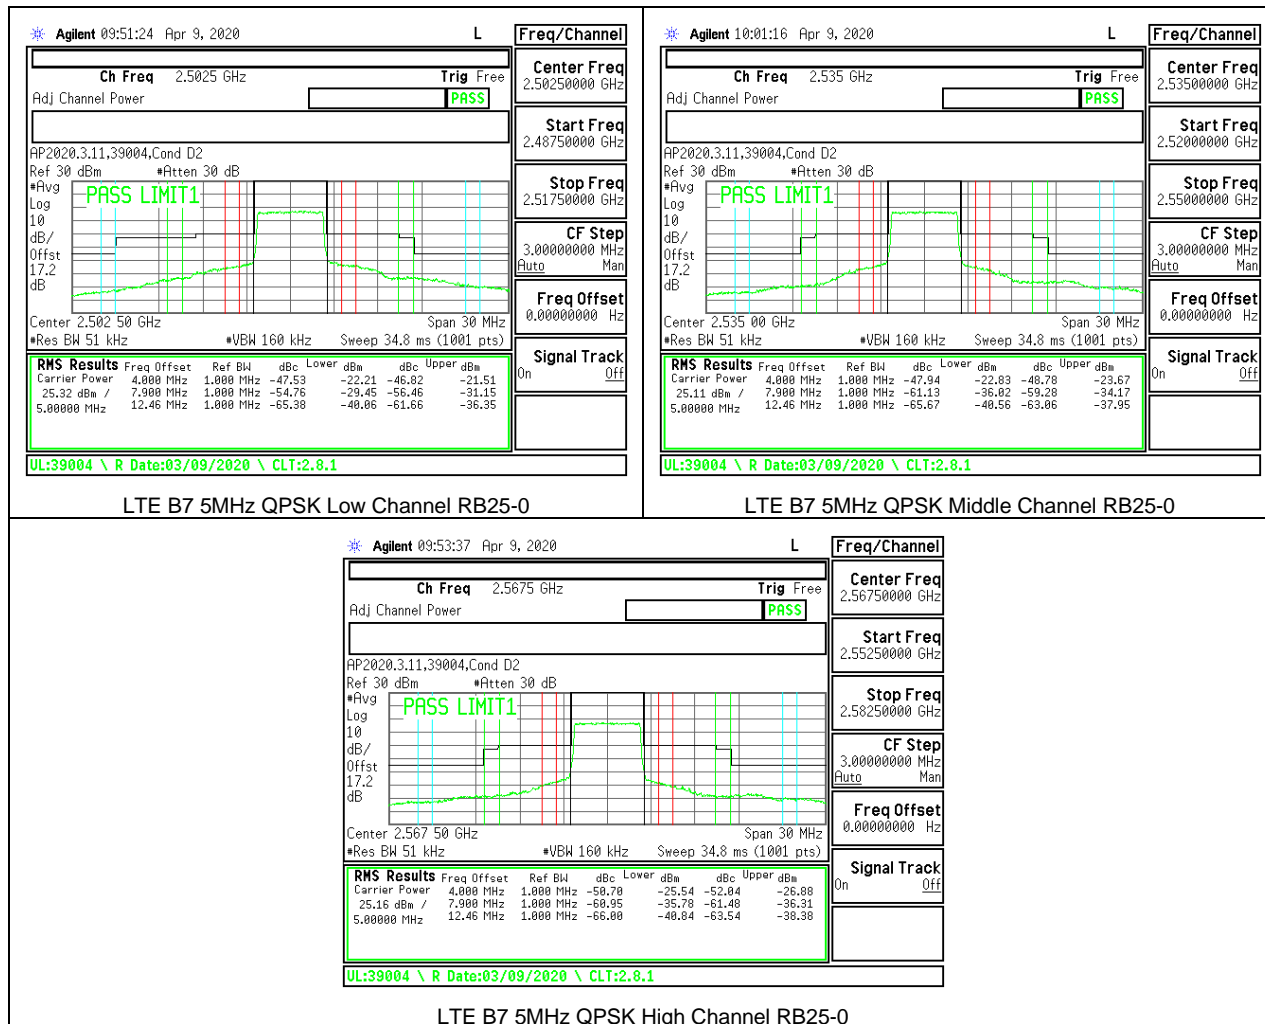 Agilent 09:51:24 Apr 9, 2020 L
Freq/Channel
Ch Freq 2.5025 GHz Trig Free
Adj Channel Power PASS
AP2020.3.11,39004,Cond D2
Ref 30 dBm #Atten 30 dB
#Avg
Log
10
dB/
Offst
17.2
dB
PASS LIMIT1
Center 2.502 50 GHz Span 30 MHz
#Res BW 51 kHz #VBW 160 kHz Sweep 34.8 ms (1001 pts)
RMS Results Freq Offset Ref BW dBc Lower dBm dBc Upper dBm
Carrier Power 4.000 MHz 1.000 MHz -47.53 -22.21 -46.82 -21.51
25.32 dBm / 7.900 MHz 1.000 MHz -54.76 -29.45 -56.46 -31.15
5.00000 MHz 12.46 MHz 1.000 MHz -65.38 -40.06 -61.66 -36.35
UL:39004 \ R Date:03/09/2020 \ CLT:2.8.1
Center Freq
2.50250000 GHz
Start Freq
2.48750000 GHz
Stop Freq
2.51750000 GHz
CF Step
3.00000000 MHz
Auto Man
Freq Offset
0.00000000 Hz
Signal Track
On Off
LTE B7 5MHz QPSK Low Channel RB25-0
Agilent 10:01:16 Apr 9, 2020 L
Freq/Channel
Ch Freq 2.535 GHz Trig Free
Adj Channel Power PASS
AP2020.3.11,39004,Cond D2
Ref 30 dBm #Atten 30 dB
#Avg
Log
10
dB/
Offst
17.2
dB
PASS LIMIT1
Center 2.535 00 GHz Span 30 MHz
#Res BW 51 kHz #VBW 160 kHz Sweep 34.8 ms (1001 pts)
RMS Results Freq Offset Ref BW dBc Lower dBm dBc Upper dBm
Carrier Power 4.000 MHz 1.000 MHz -47.94 -22.83 -48.78 -23.67
25.11 dBm / 7.900 MHz 1.000 MHz -61.13 -36.02 -59.28 -34.17
5.00000 MHz 12.46 MHz 1.000 MHz -65.67 -40.56 -63.06 -37.95
UL:39004 \ R Date:03/09/2020 \ CLT:2.8.1
Center Freq
2.53500000 GHz
Start Freq
2.52000000 GHz
Stop Freq
2.55000000 GHz
CF Step
3.00000000 MHz
Auto Man
Freq Offset
0.00000000 Hz
Signal Track
On Off
LTE B7 5MHz QPSK Middle Channel RB25-0
Agilent 09:53:37 Apr 9, 2020 L
Freq/Channel
Ch Freq 2.5675 GHz Trig Free
Adj Channel Power PASS
AP2020.3.11,39004,Cond D2
Ref 30 dBm #Atten 30 dB
#Avg
Log
10
dB/
Offst
17.2
dB
PASS LIMIT1
Center 2.567 50 GHz Span 30 MHz
#Res BW 51 kHz #VBW 160 kHz Sweep 34.8 ms (1001 pts)
RMS Results Freq Offset Ref BW dBc Lower dBm dBc Upper dBm
Carrier Power 4.000 MHz 1.000 MHz -50.70 -25.54 -52.04 -26.88
25.16 dBm / 7.900 MHz 1.000 MHz -60.95 -35.78 -61.48 -36.31
5.00000 MHz 12.46 MHz 1.000 MHz -66.00 -40.84 -63.54 -38.38
UL:39004 \ R Date:03/09/2020 \ CLT:2.8.1
Center Freq
2.56750000 GHz
Start Freq
2.55250000 GHz
Stop Freq
2.58250000 GHz
CF Step
3.00000000 MHz
Auto Man
Freq Offset
0.00000000 Hz
Signal Track
On Off
LTE B7 5MHz QPSK High Channel RB25-0